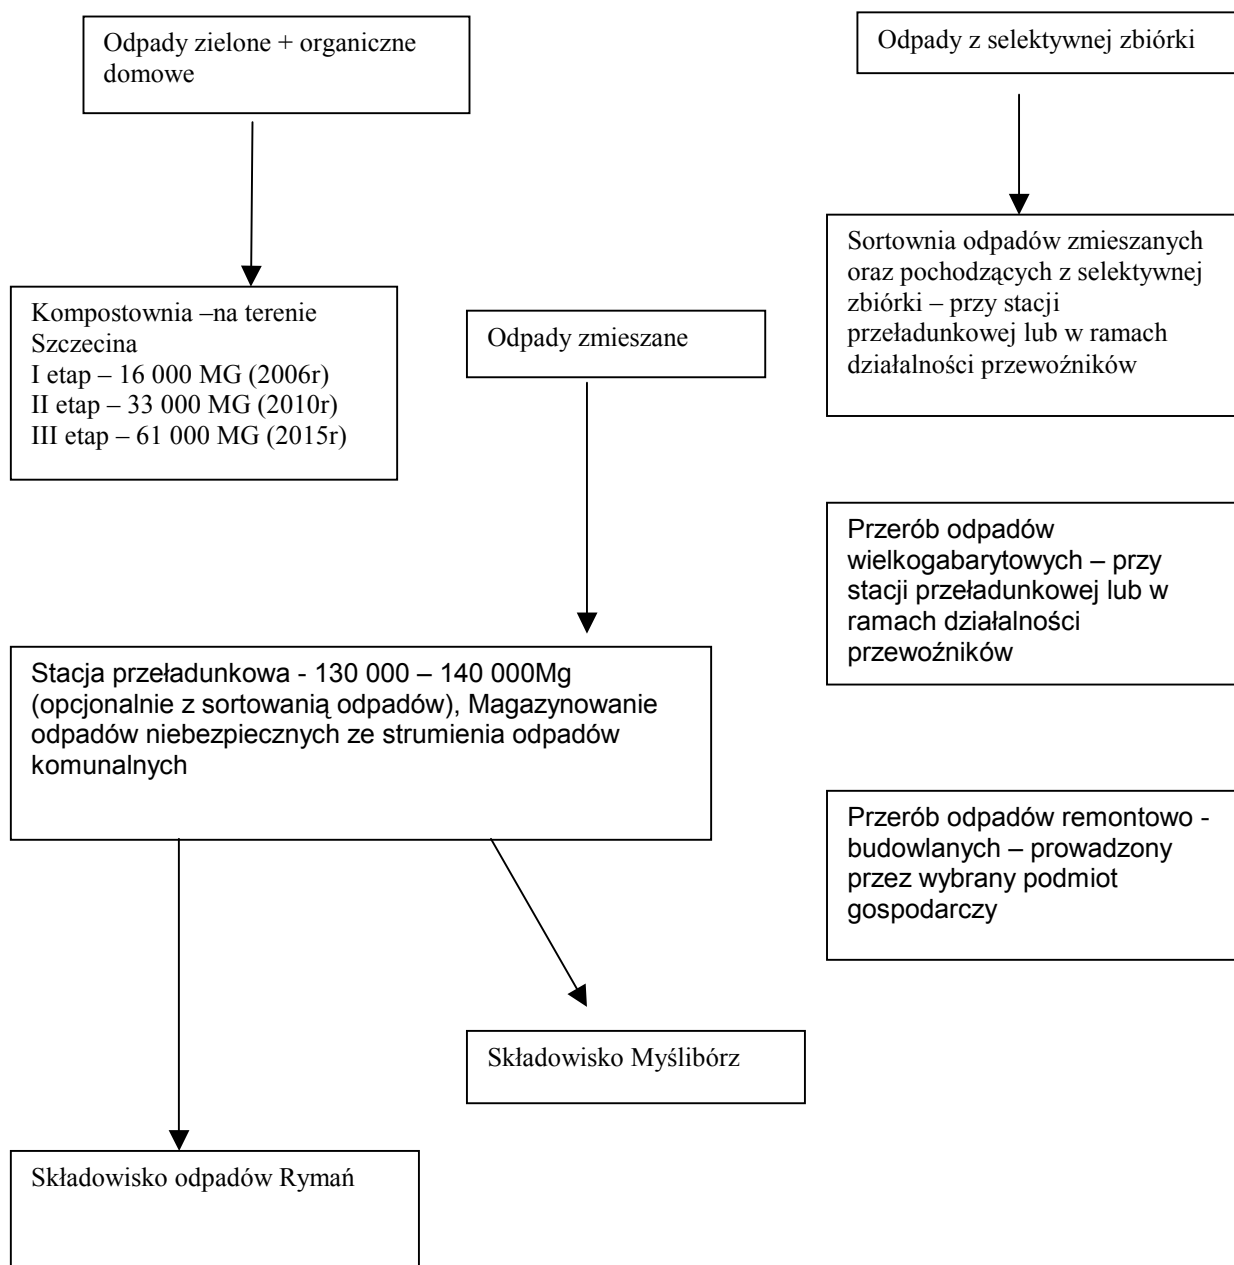 Odpady zielone + organiczne
domowe
Odpady z selektywnej zbiórki
Sortownia odpadów zmieszanych
oraz pochodzących z selektywnej
zbiórki – przy stacji
przeładunkowej lub w ramach
działalności przewoźników
Kompostownia –na terenie
Szczecina
I etap – 16 000 MG (2006r)
II etap – 33 000 MG (2010r)
III etap – 61 000 MG (2015r)
Odpady zmieszane
Przerób odpadów
wielkogabarytowych – przy
stacji przeładunkowej lub w
ramach działalności
przewoźników
Stacja przeładunkowa - 130 000 – 140 000Mg
(opcjonalnie z sortowanią odpadów), Magazynowanie
odpadów niebezpiecznych ze strumienia odpadów
komunalnych
Przerób odpadów remontowo -
budowlanych – prowadzony
przez wybrany podmiot
gospodarczy
Składowisko Myślibórz
Składowisko odpadów Rymań